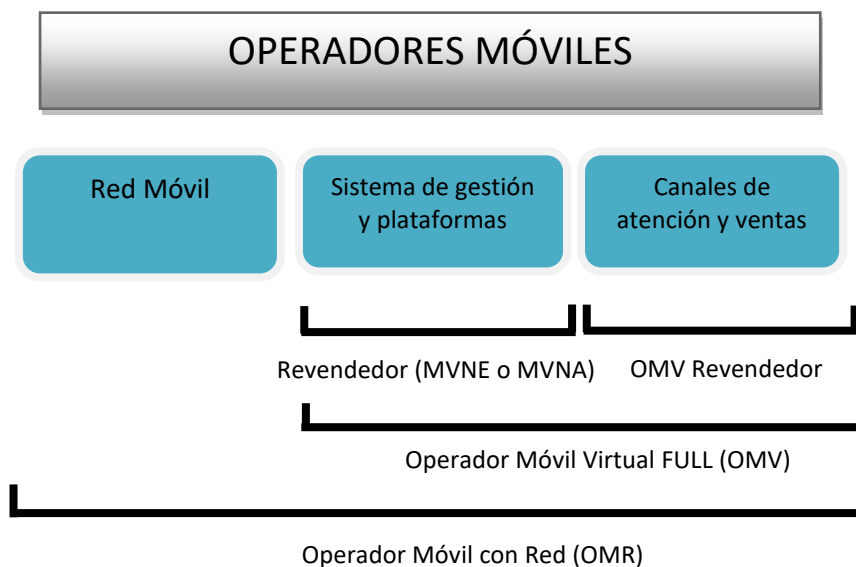 OPERADORES MÓVILES
Red Móvil
Sistema de gestión
y plataformas
Canales de
atención y ventas
Revendedor (MVNE o MVNA)
OMV Revendedor
Operador Móvil Virtual FULL (OMV)
Operador Móvil con Red (OMR)